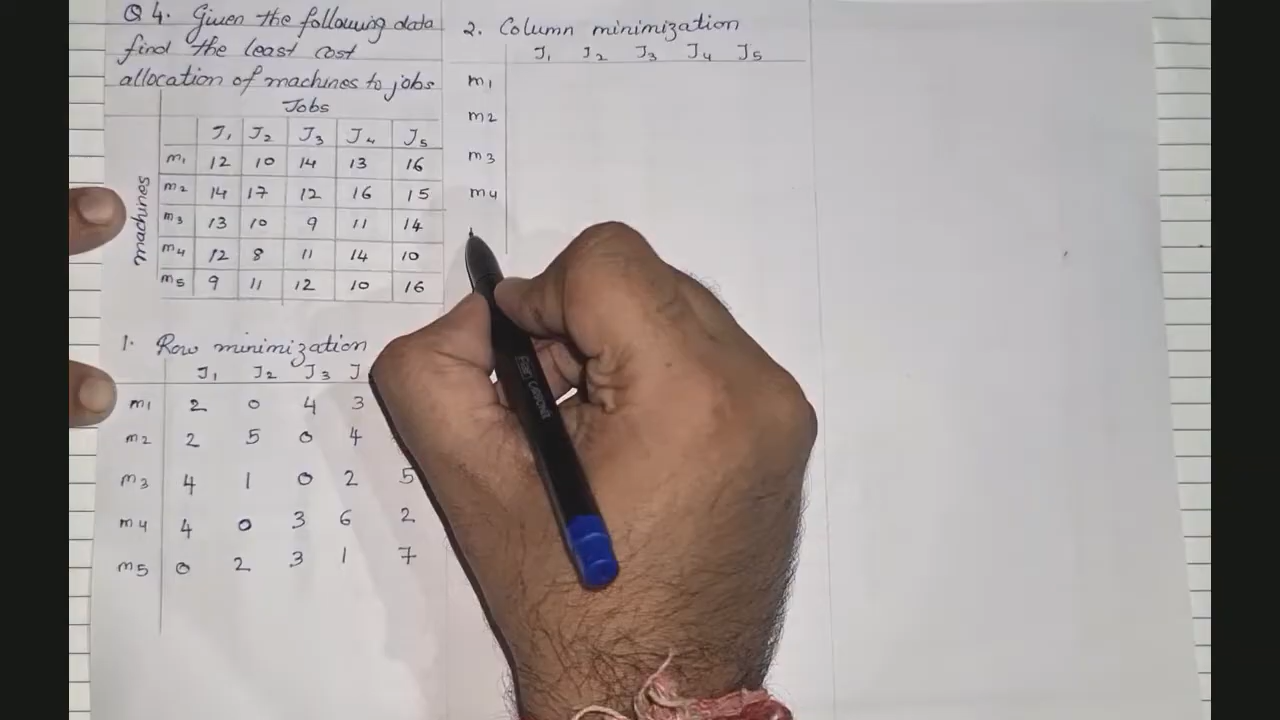 Q 4. Given the following data
find the least cost
allocation of machines to jobs
Jobs
machines
J1 J2 J3 J4 J5
m1 12 10 14 13 16
m2 14 17 12 16 15
m3 13 10 9 11 14
m4 12 8 11 14 10
m5 9 11 12 10 16
1. Row minimization
J1 J2 J3 J
m1 2 0 4 3
m2 2 5 0 4
m3 4 1 0 2 5
m4 4 0 3 6 2
m5 0 2 3 1 7
2. Column minimization
J1 J2 J3 J4 J5
m1
m2
m3
m4